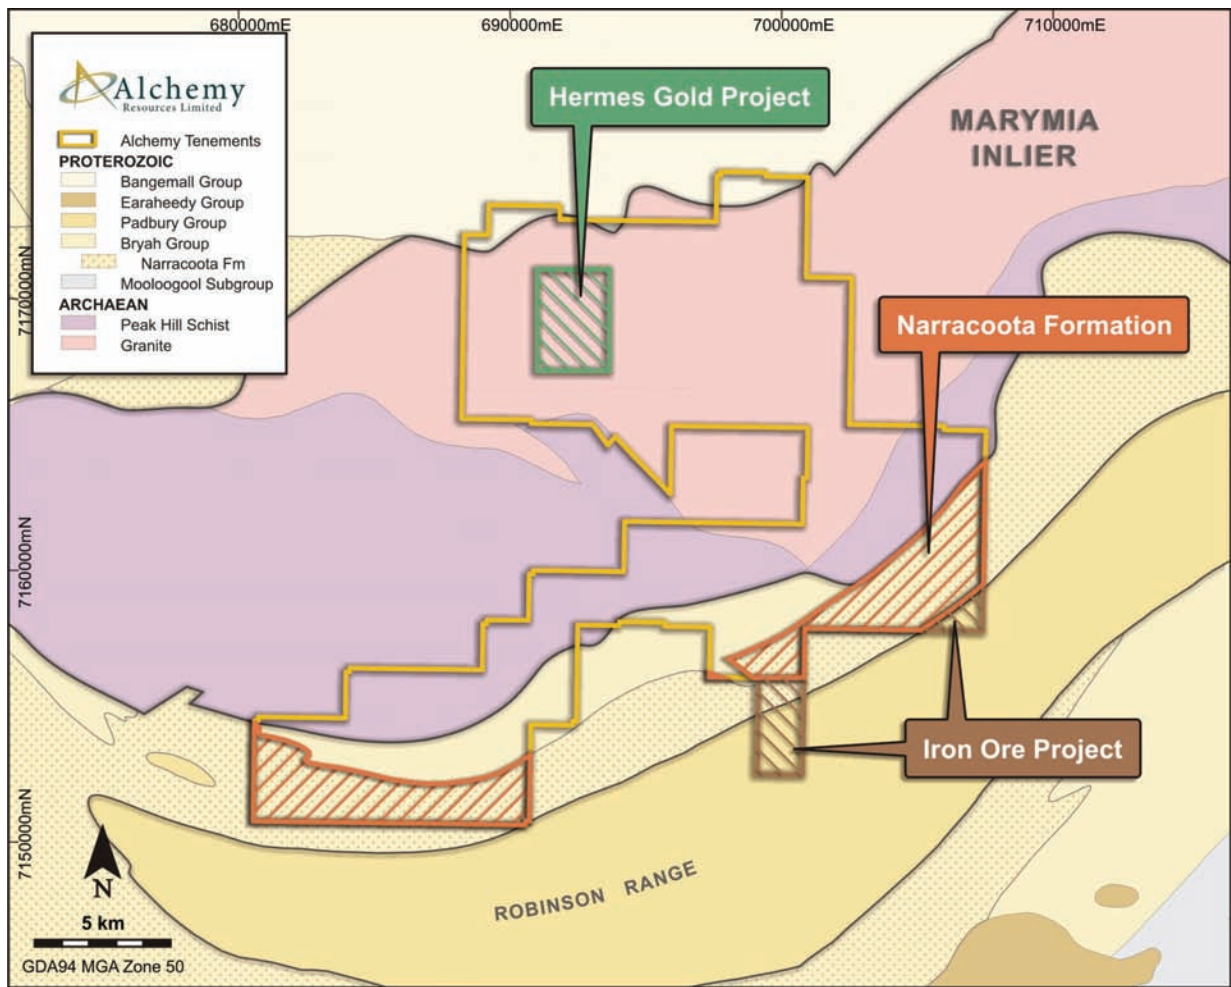 680000mE
690000mE
700000mE
710000mE
Alchemy
Resources Limited
Alchemy Tenements
PROTEROZOIC
Bangemall Group
Earaheedy Group
Padbury Group
Bryah Group
Narracoota Fm
Mooloogool Subgroup
ARCHAEAN
Peak Hill Schist
Granite
Hermes Gold Project
MARYMIA
INLIER
7170000mN
Narracoota Formation
7160000mN
Iron Ore Project
7150000mN
ROBINSON RANGE
N
5 km
GDA94 MGA Zone 50